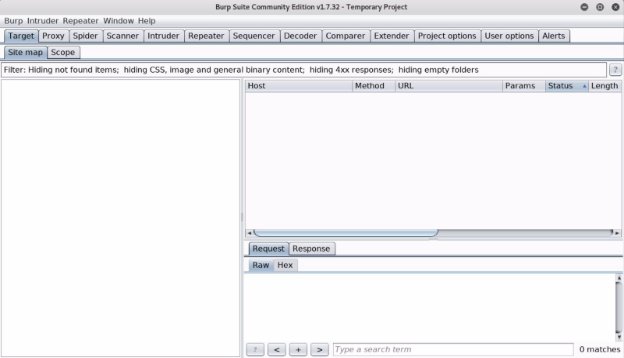 Burp Suite Community Edition v1.7.32 - Temporary Project
Burp Intruder Repeater Window Help
Target Proxy Spider Scanner Intruder Repeater Sequencer Decoder Comparer Extender Project options User options Alerts
Site map Scope
Filter: Hiding not found items; hiding CSS, image and general binary content; hiding 4xx responses; hiding empty folders ?
Host Method URL Params Status Length
Request Response
Raw Hex
? < + > Type a search term 0 matches